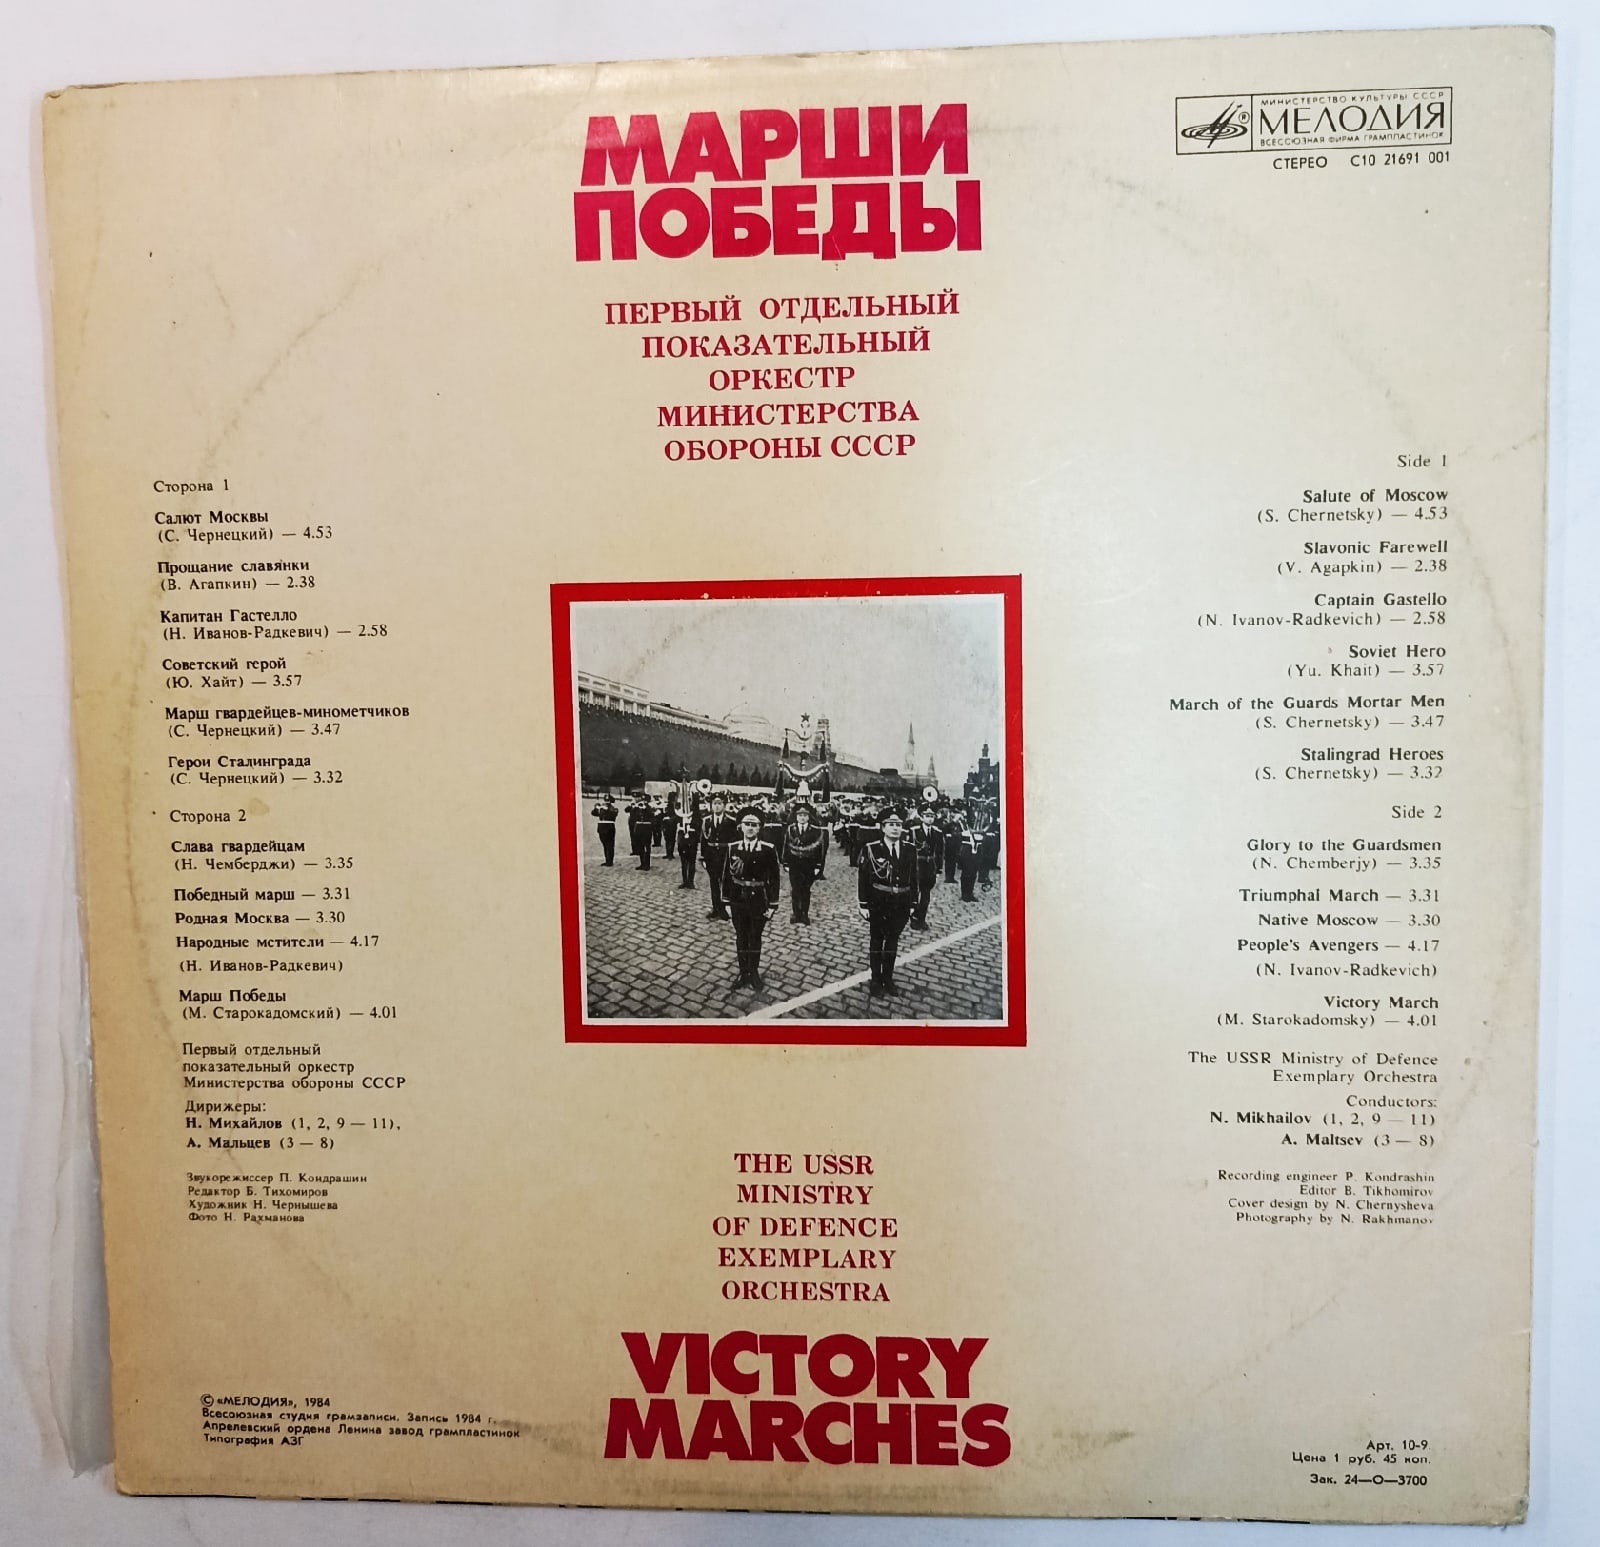 МАРШИ
ПОБЕДЫ
МИНИСТЕРСТВО КУЛЬТУРЫ СССР
МЕЛОДИЯ
ВСЕСОЮЗНАЯ ФИРМА ГРАМПЛАСТИНОК
СТЕРЕО С10 21691 001
ПЕРВЫЙ ОТДЕЛЬНЫЙ
ПОКАЗАТЕЛЬНЫЙ
ОРКЕСТР
МИНИСТЕРСТВА
ОБОРОНЫ СССР
Сторона 1
Салют Москвы
(С. Чернецкий) — 4.53
Прощание славянки
(В. Агапкин) — 2.38
Капитан Гастелло
(Н. Иванов-Радкевич) — 2.58
Советский герой
(Ю. Хайт) — 3.57
Марш гвардейцев-минометчиков
(С. Чернецкий) — 3.47
Герои Сталинграда
(С. Чернецкий) — 3.32
Сторона 2
Слава гвардейцам
(Н. Чемберджи) — 3.35
Победный марш — 3.31
Родная Москва — 3.30
Народные мстители — 4.17
(Н. Иванов-Радкевич)
Марш Победы
(М. Старокадомский) — 4.01
Первый отдельный
показательный оркестр
Министерства обороны СССР
Дирижеры:
Н. Михайлов (1, 2, 9 — 11),
А. Мальцев (3 — 8)
Звукорежиссер П. Кондрашин
Редактор Б. Тихомиров
Художник Н. Чернышева
Фото Н. Рахманова
Side 1
Salute of Moscow
(S. Chernetsky) — 4.53
Slavonic Farewell
(V. Agapkin) — 2.38
Captain Gastello
(N. Ivanov-Radkevich) — 2.58
Soviet Hero
(Yu. Khait) — 3.57
March of the Guards Mortar Men
(S. Chernetsky) — 3.47
Stalingrad Heroes
(S. Chernetsky) — 3.32
Side 2
Glory to the Guardsmen
(N. Chemberjy) — 3.35
Triumphal March — 3.31
Native Moscow — 3.30
People's Avengers — 4.17
(N. Ivanov-Radkevich)
Victory March
(M. Starokadomsky) — 4.01
The USSR Ministry of Defence
Exemplary Orchestra
Conductors:
N. Mikhailov (1, 2, 9 — 11)
A. Maltsev (3 — 8)
Recording engineer P. Kondrashin
Editor B. Tikhomirov
Cover design by N. Chernysheva
Photography by N. Rakhmanov
THE USSR
MINISTRY
OF DEFENCE
EXEMPLARY
ORCHESTRA
VICTORY
MARCHES
© «МЕЛОДИЯ», 1984
Всесоюзная студия грамзаписи. Запись 1984 г.
Апрелевский ордена Ленина завод грампластинок
Типография АЗГ
Арт. 10-9
Цена 1 руб. 45 коп.
Зак. 24—О—3700